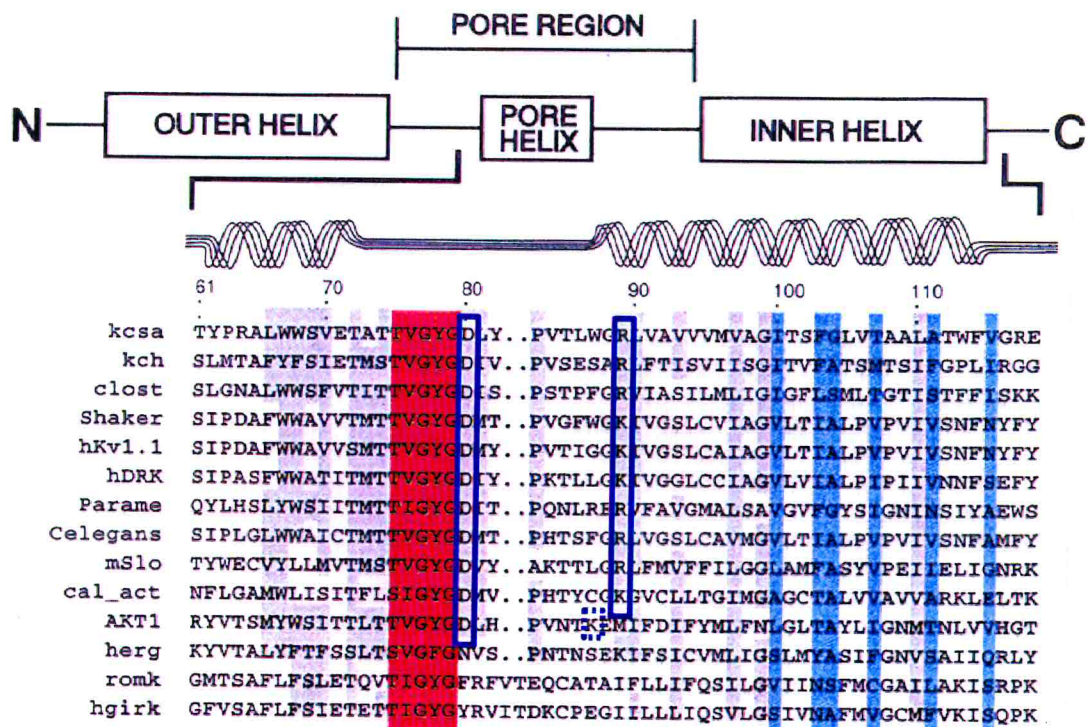 PORE REGION
N OUTER HELIX PORE HELIX INNER HELIX C
61 70 80 90 100 110
kcsa TYPRALWWSVETATTVGYGDLY..PVTLWGRLVAVVVMVAGITSFGLVTAALATWFVGRE
kch SLMTAFYFSIETMSTVGYGDIV..PVSESARLFTISVIISGITVFATSMTSIFGPLIRGG
clost SLGNALWWSFVTITTVGYGDIS..PSTPFGRVIASILMLIGIGFLSMLTGTISTFFISKK
Shaker SIPDAFWWAVVTMTTVGYGDMT..PVGFWGKIVGSLCVIAGVLTIALPVPVIVSNFNYFY
hKv1.1 SIPDAFWWAVVSMTTVGYGDMY..PVTIGGKIVGSLCAIAGVLTIALPVPVIVSNFNYFY
hDRK SIPASFWWATITMTTVGYGDIY..PKTLLGKIVGGLCCIAGVLVIALPIPIIVNNFSEFY
Parame QYLHSLYWSIITMTTIGYGDIT..PQNLRERVFAVGMALSAVGVFGYSIGNINSIYAEWS
Celegans SIPLGLWWAICTMTTVGYGDMT..PHTSFGRLVGSLCAVMGVLTIALPVPVIVSNFAMFY
mSlo TYWECVYLLMVTMSTVGYGDVY..AKTTLGRLFMVFFILGGLAMFASYVPEIIELIGNRK
cal_act NFLGAMWLISITFLSIGYGDMV..PHTYCGKGVCLLTGIMGAGCTALVVAVVARKLELTK
AKT1 RYVTSMYWSITTLTTVGYGDLH..PVNTKEMIFDIFYMLFNLGLTAYLIGNMTNLVVHGT
herg KYVTALYFTFSSLTSVGFGNVS..PNTNSEKIFSICVMLIGSLMYASIFGNVSAIIQRLY
romk GMTSAFLFSLETQVTIGYGFRFVTEQCATAIFLLIFQSILGVIINSFMCGAILAKISRPK
hgirk GFVSAFLFSIETETTIGYGYRVITDKCPEGIILLLIQSVLGSIVNAFMVGCMFVKISQPK